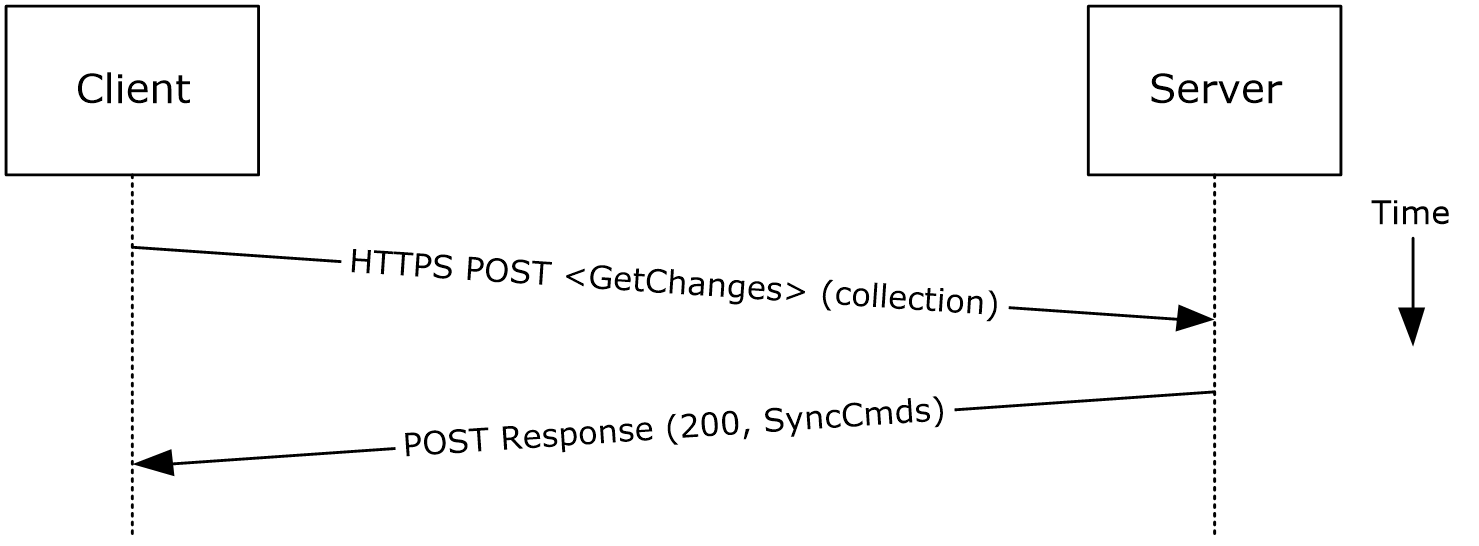 Client
Server
Time
HTTPS POST <GetChanges> (collection)
POST Response (200, SyncCmds)